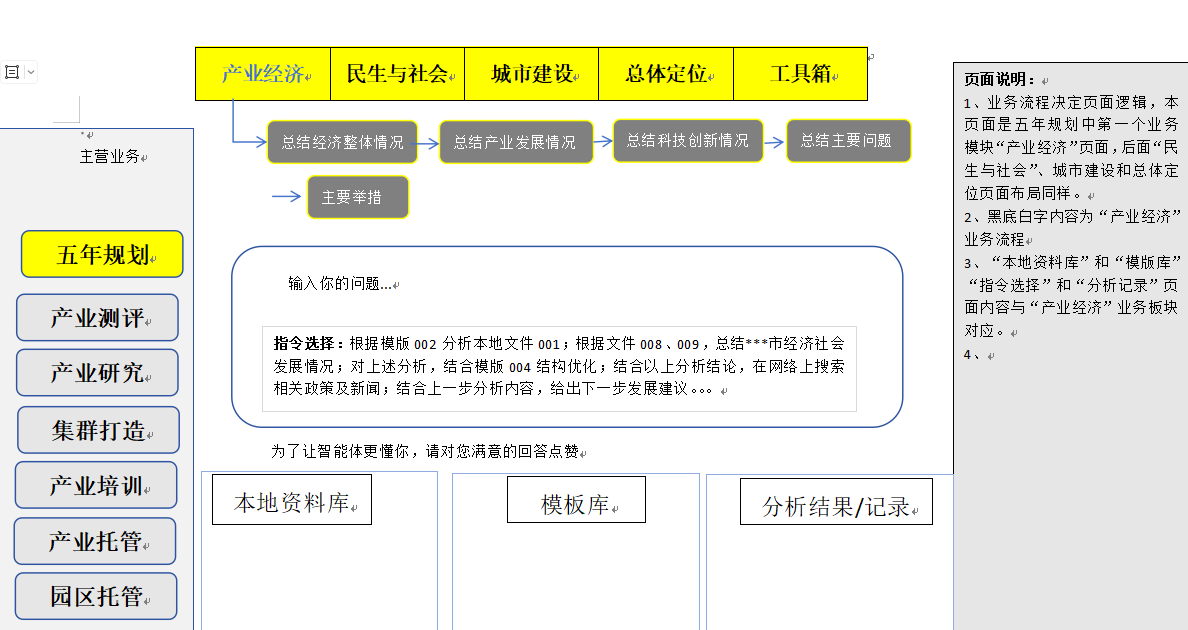 产业经济 民生与社会 城市建设 总体定位 工具箱
总结经济整体情况 总结产业发展情况 总结科技创新情况 总结主要问题
主要举措
主营业务
五年规划
产业测评
产业研究
集群打造
产业培训
产业托管
园区托管
输入你的问题...
指令选择：根据模版 002 分析本地文件 001；根据文件 008、009，总结***市经济社会
发展情况；对上述分析，结合模版 004 结构优化；结合以上分析结论，在网络上搜索
相关政策及新闻；结合上一步分析内容，给出下一步发展建议。。。
为了让智能体更懂你，请对您满意的回答点赞
本地资料库 模板库 分析结果/记录
页面说明：
1、业务流程决定页面逻辑，本
页面是五年规划中第一个业务
模块“产业经济”页面，后面“民
生与社会”、城市建设和总体定
位页面布局同样。
2、黑底白字内容为“产业经济”
业务流程
3、“本地资料库”和“模版库”
“指令选择”和“分析记录”页
面内容与“产业经济”业务板块
对应。
4、